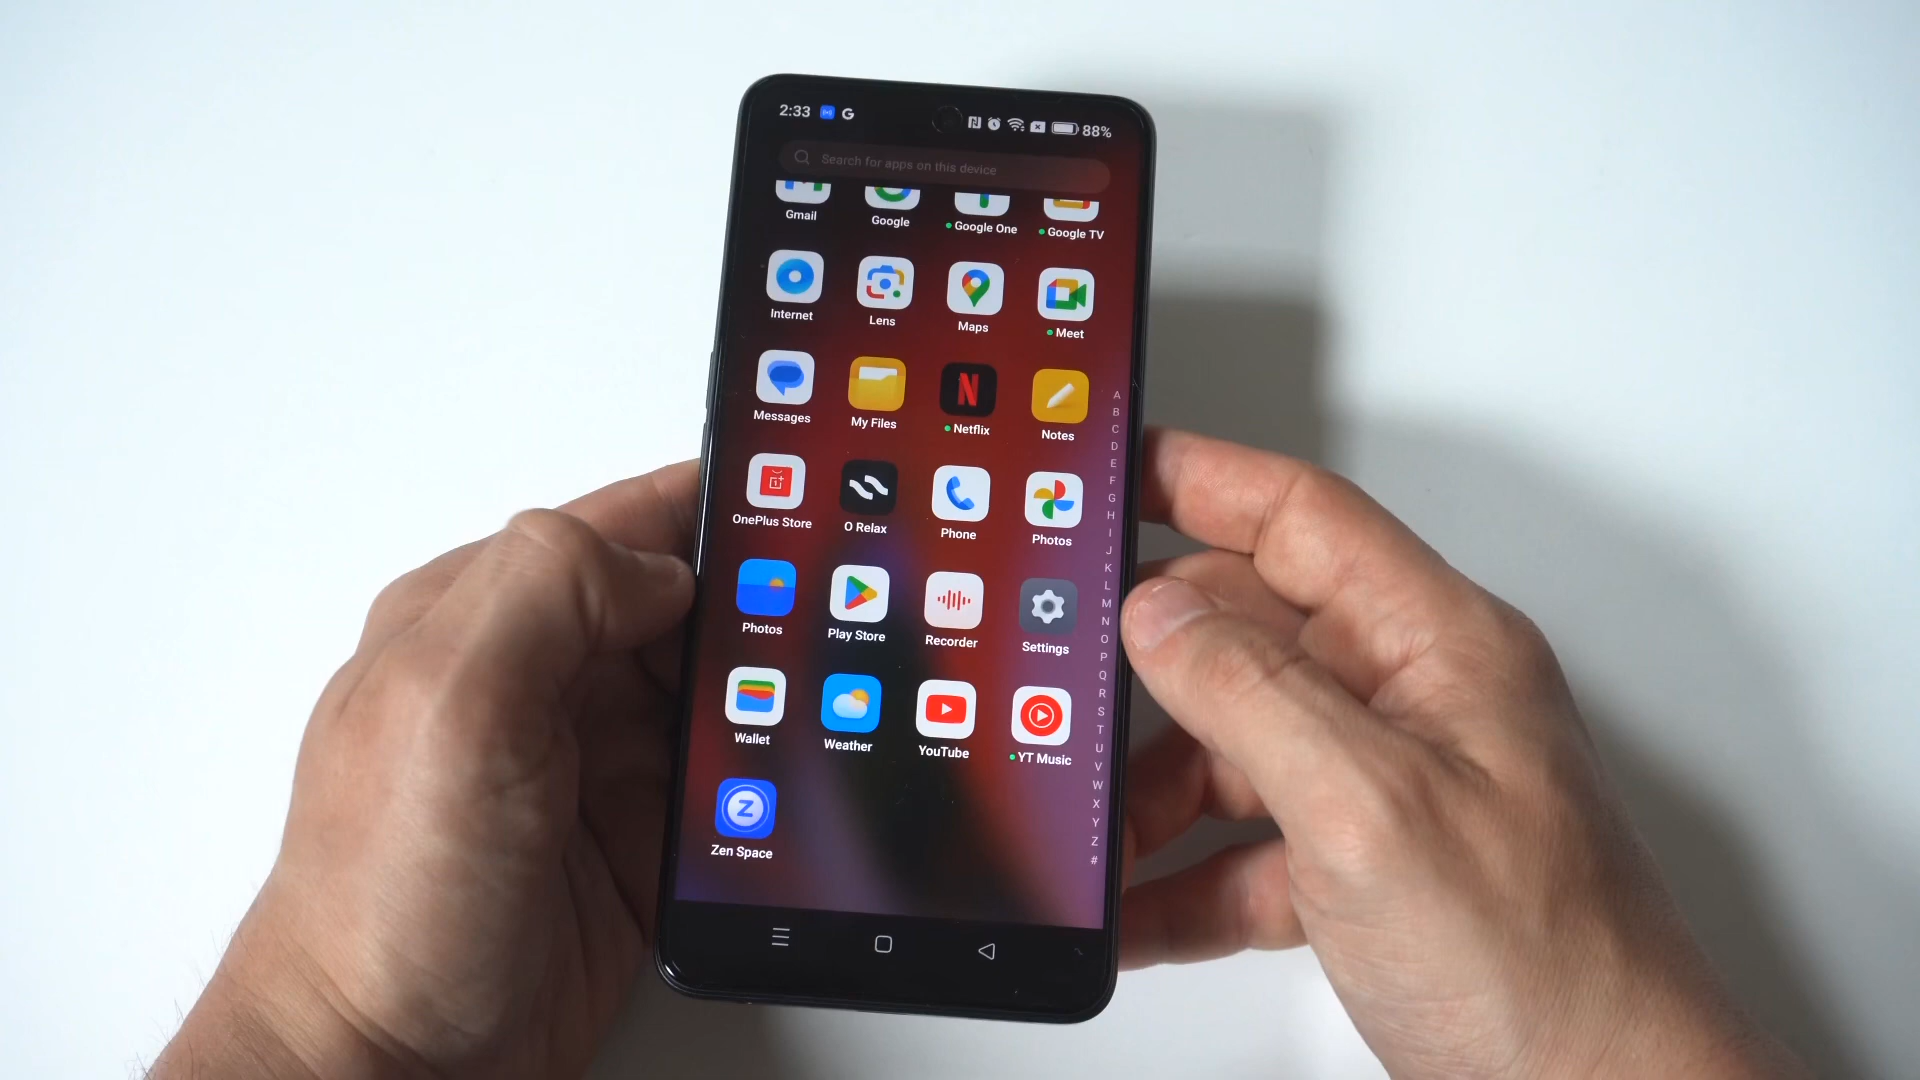 2:33 G 88%
Search for apps on this device
Gmail Google Google One Google TV
Internet Lens Maps Meet
Messages My Files Netflix Notes
OnePlus Store O Relax Phone Photos
Photos Play Store Recorder Settings
Wallet Weather YouTube YT Music
Zen Space
A
B
C
D
E
F
G
H
I
J
K
L
M
N
O
P
Q
R
S
T
U
V
W
X
Y
Z
#